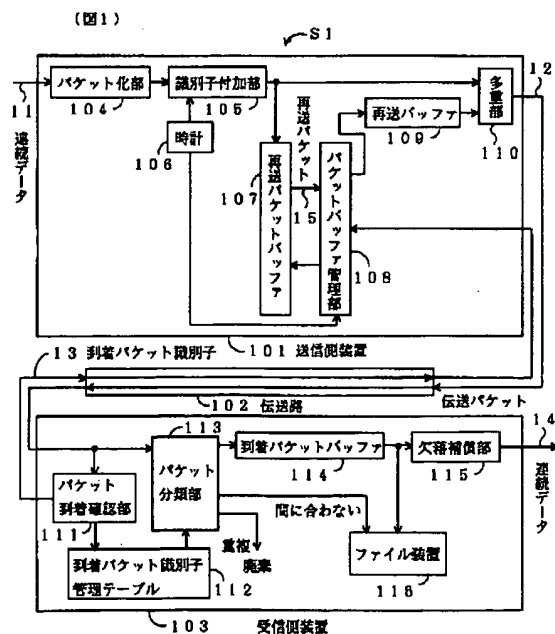 (図1)
S1
11
連続データ
パケット化部
104
識別子付加部
105
時計
106
再送パケットバッファ
107
再送パケット
15
パケットバッファ管理部
108
再送バッファ
109
多重部
110
12
101 送信側装置
13 到着パケット識別子
102 伝送路
伝送パケット
113
パケット
分類部
到着パケットバッファ
114
欠落補償部
115
14
連続データ
パケット
到着確認部
111
間に合わない
重複
廃棄
到着パケット識別子
管理テーブル
112
ファイル装置
116
103
受信側装置